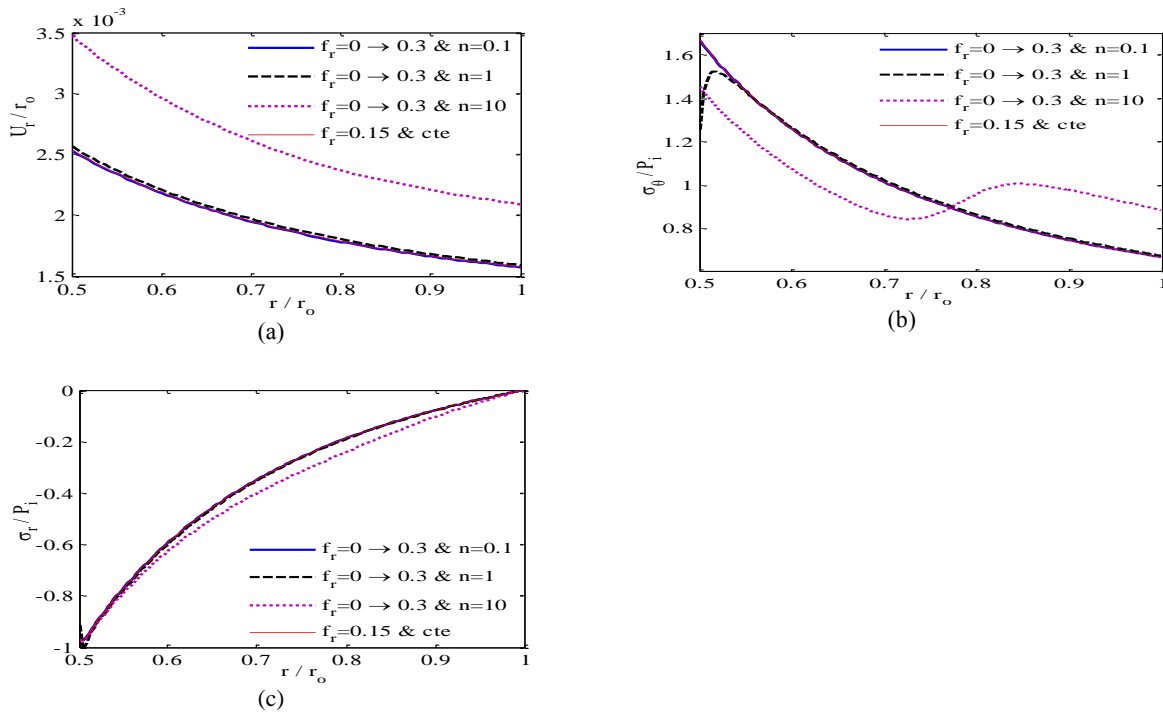 x 10⁻³
3.5
3
2.5
2
1.5
U_r/r_o
f_r=0 → 0.3 & n=0.1
f_r=0 → 0.3 & n=1
f_r=0 → 0.3 & n=10
f_r=0.15 & cte
0.5 0.6 0.7 0.8 0.9 1
r / r_o
(a)
1.6
1.4
1.2
1
0.8
σ_θ/P_i
f_r=0 → 0.3 & n=0.1
f_r=0 → 0.3 & n=1
f_r=0 → 0.3 & n=10
f_r=0.15 & cte
0.5 0.6 0.7 0.8 0.9 1
r / r_o
(b)
0
-0.2
-0.4
-0.6
-0.8
-1
σ_r/P_i
f_r=0 → 0.3 & n=0.1
f_r=0 → 0.3 & n=1
f_r=0 → 0.3 & n=10
f_r=0.15 & cte
0.5 0.6 0.7 0.8 0.9 1
r / r_o
(c)